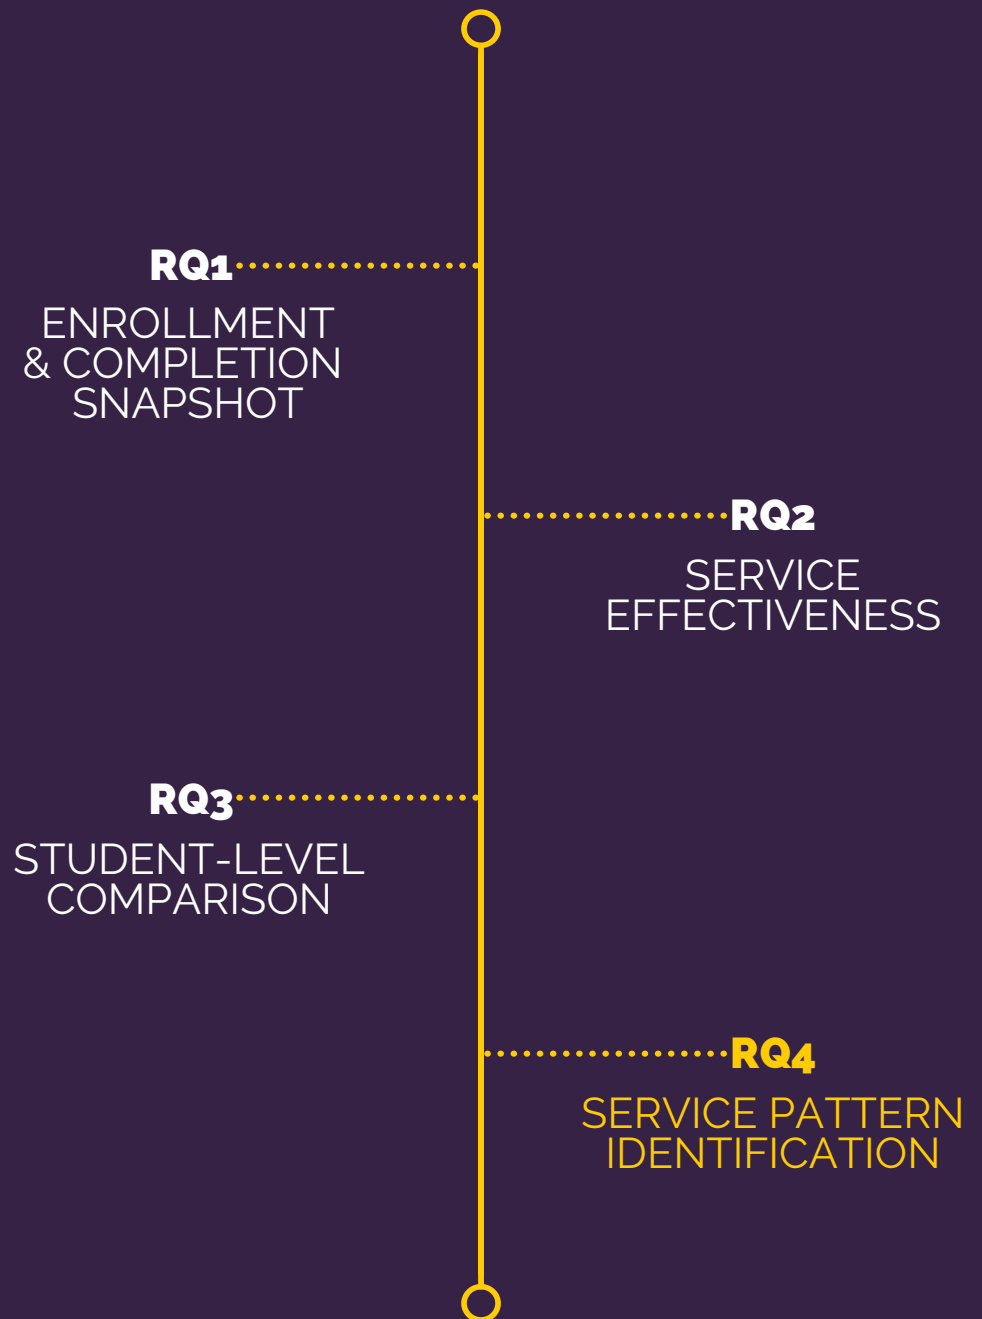 RQ1
ENROLLMENT
& COMPLETION
SNAPSHOT
RQ2
SERVICE
EFFECTIVENESS
RQ3
STUDENT-LEVEL
COMPARISON
RQ4
SERVICE PATTERN
IDENTIFICATION